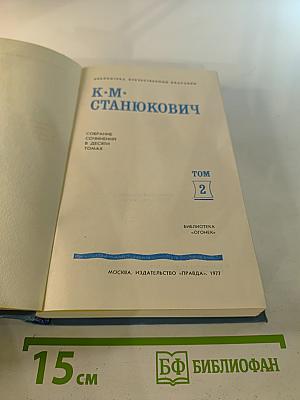 БИБЛИОТЕКА ОТЕЧЕСТВЕННОЙ КЛАССИКИ
К·М·
СТАНЮКОВИЧ
СОБРАНИЕ
СОЧИНЕНИЙ
В ДЕСЯТИ
ТОМАХ
ТОМ
2
БИБЛИОТЕКА
«ОГОНЕК»
МОСКВА. ИЗДАТЕЛЬСТВО «ПРАВДА». 1977
15 см
БФ БИБЛИОФАН